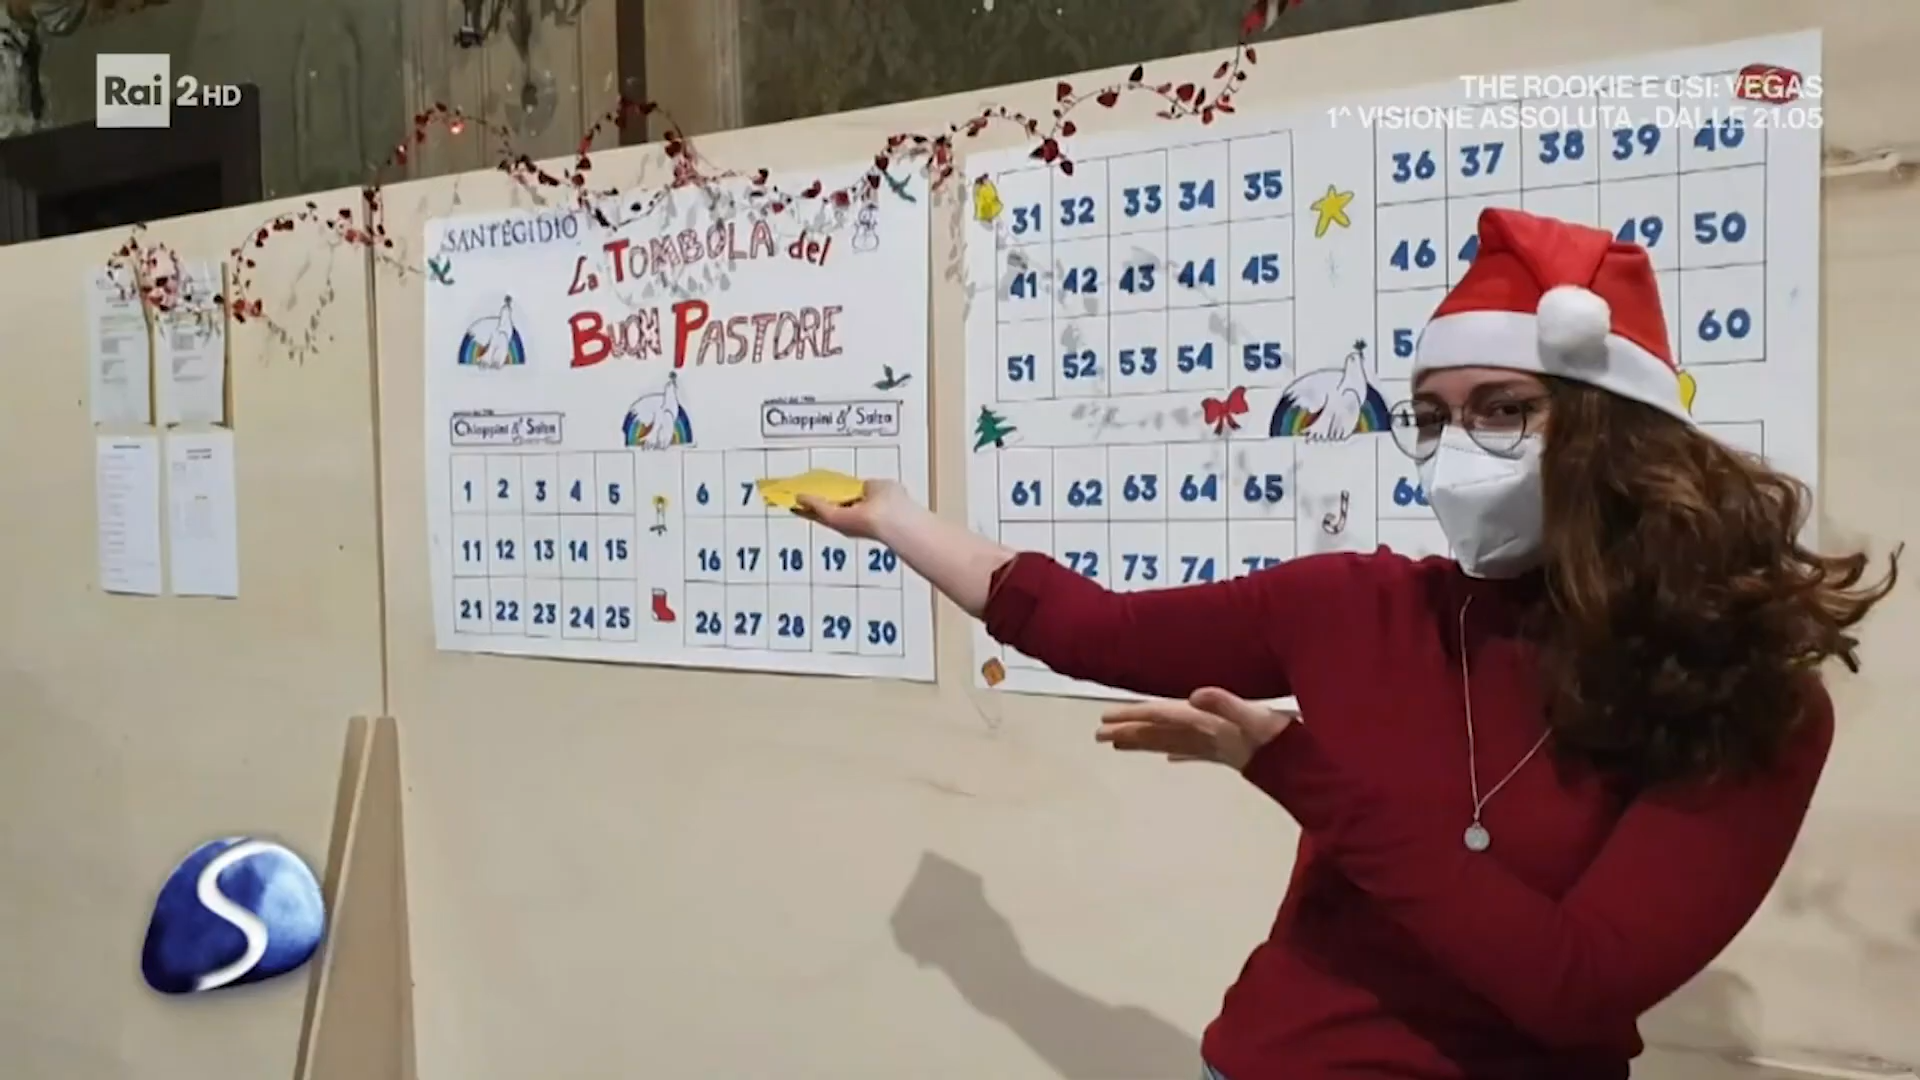 Rai 2 HD
THE ROOKIE E CSI: VEGAS
1^ VISIONE ASSOLUTA - DALLE 21.05
SANT'EGIDIO
La TOMBOLA del
BUON PASTORE
Chiappini & Salza
Chiappini & Salza
1 2 3 4 5 6 7
11 12 13 14 15 16 17 18 19 20
21 22 23 24 25 26 27 28 29 30
31 32 33 34 35 36 37 38 39 40
41 42 43 44 45 46 49 50
51 52 53 54 55 60
61 62 63 64 65
72 73 74
S